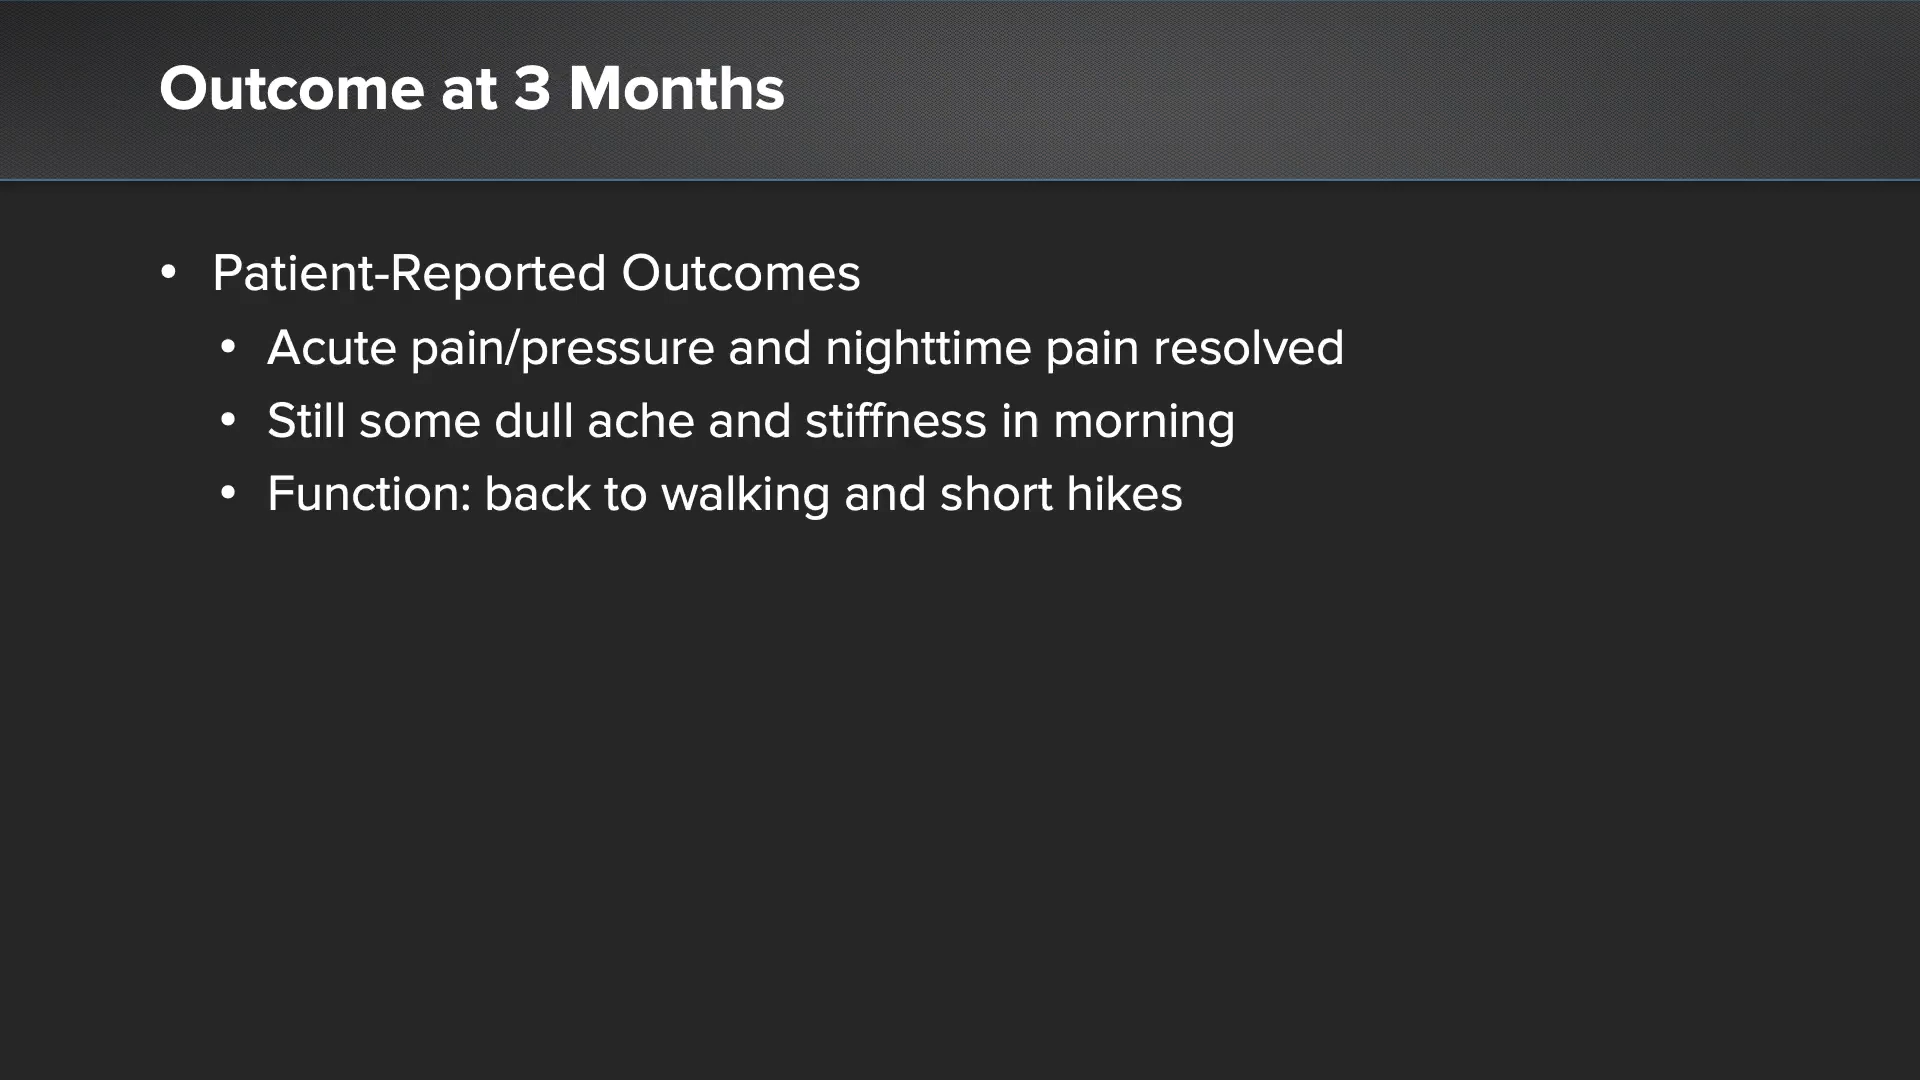 Outcome at 3 Months
• Patient-Reported Outcomes
• Acute pain/pressure and nighttime pain resolved
• Still some dull ache and stiffness in morning
• Function: back to walking and short hikes